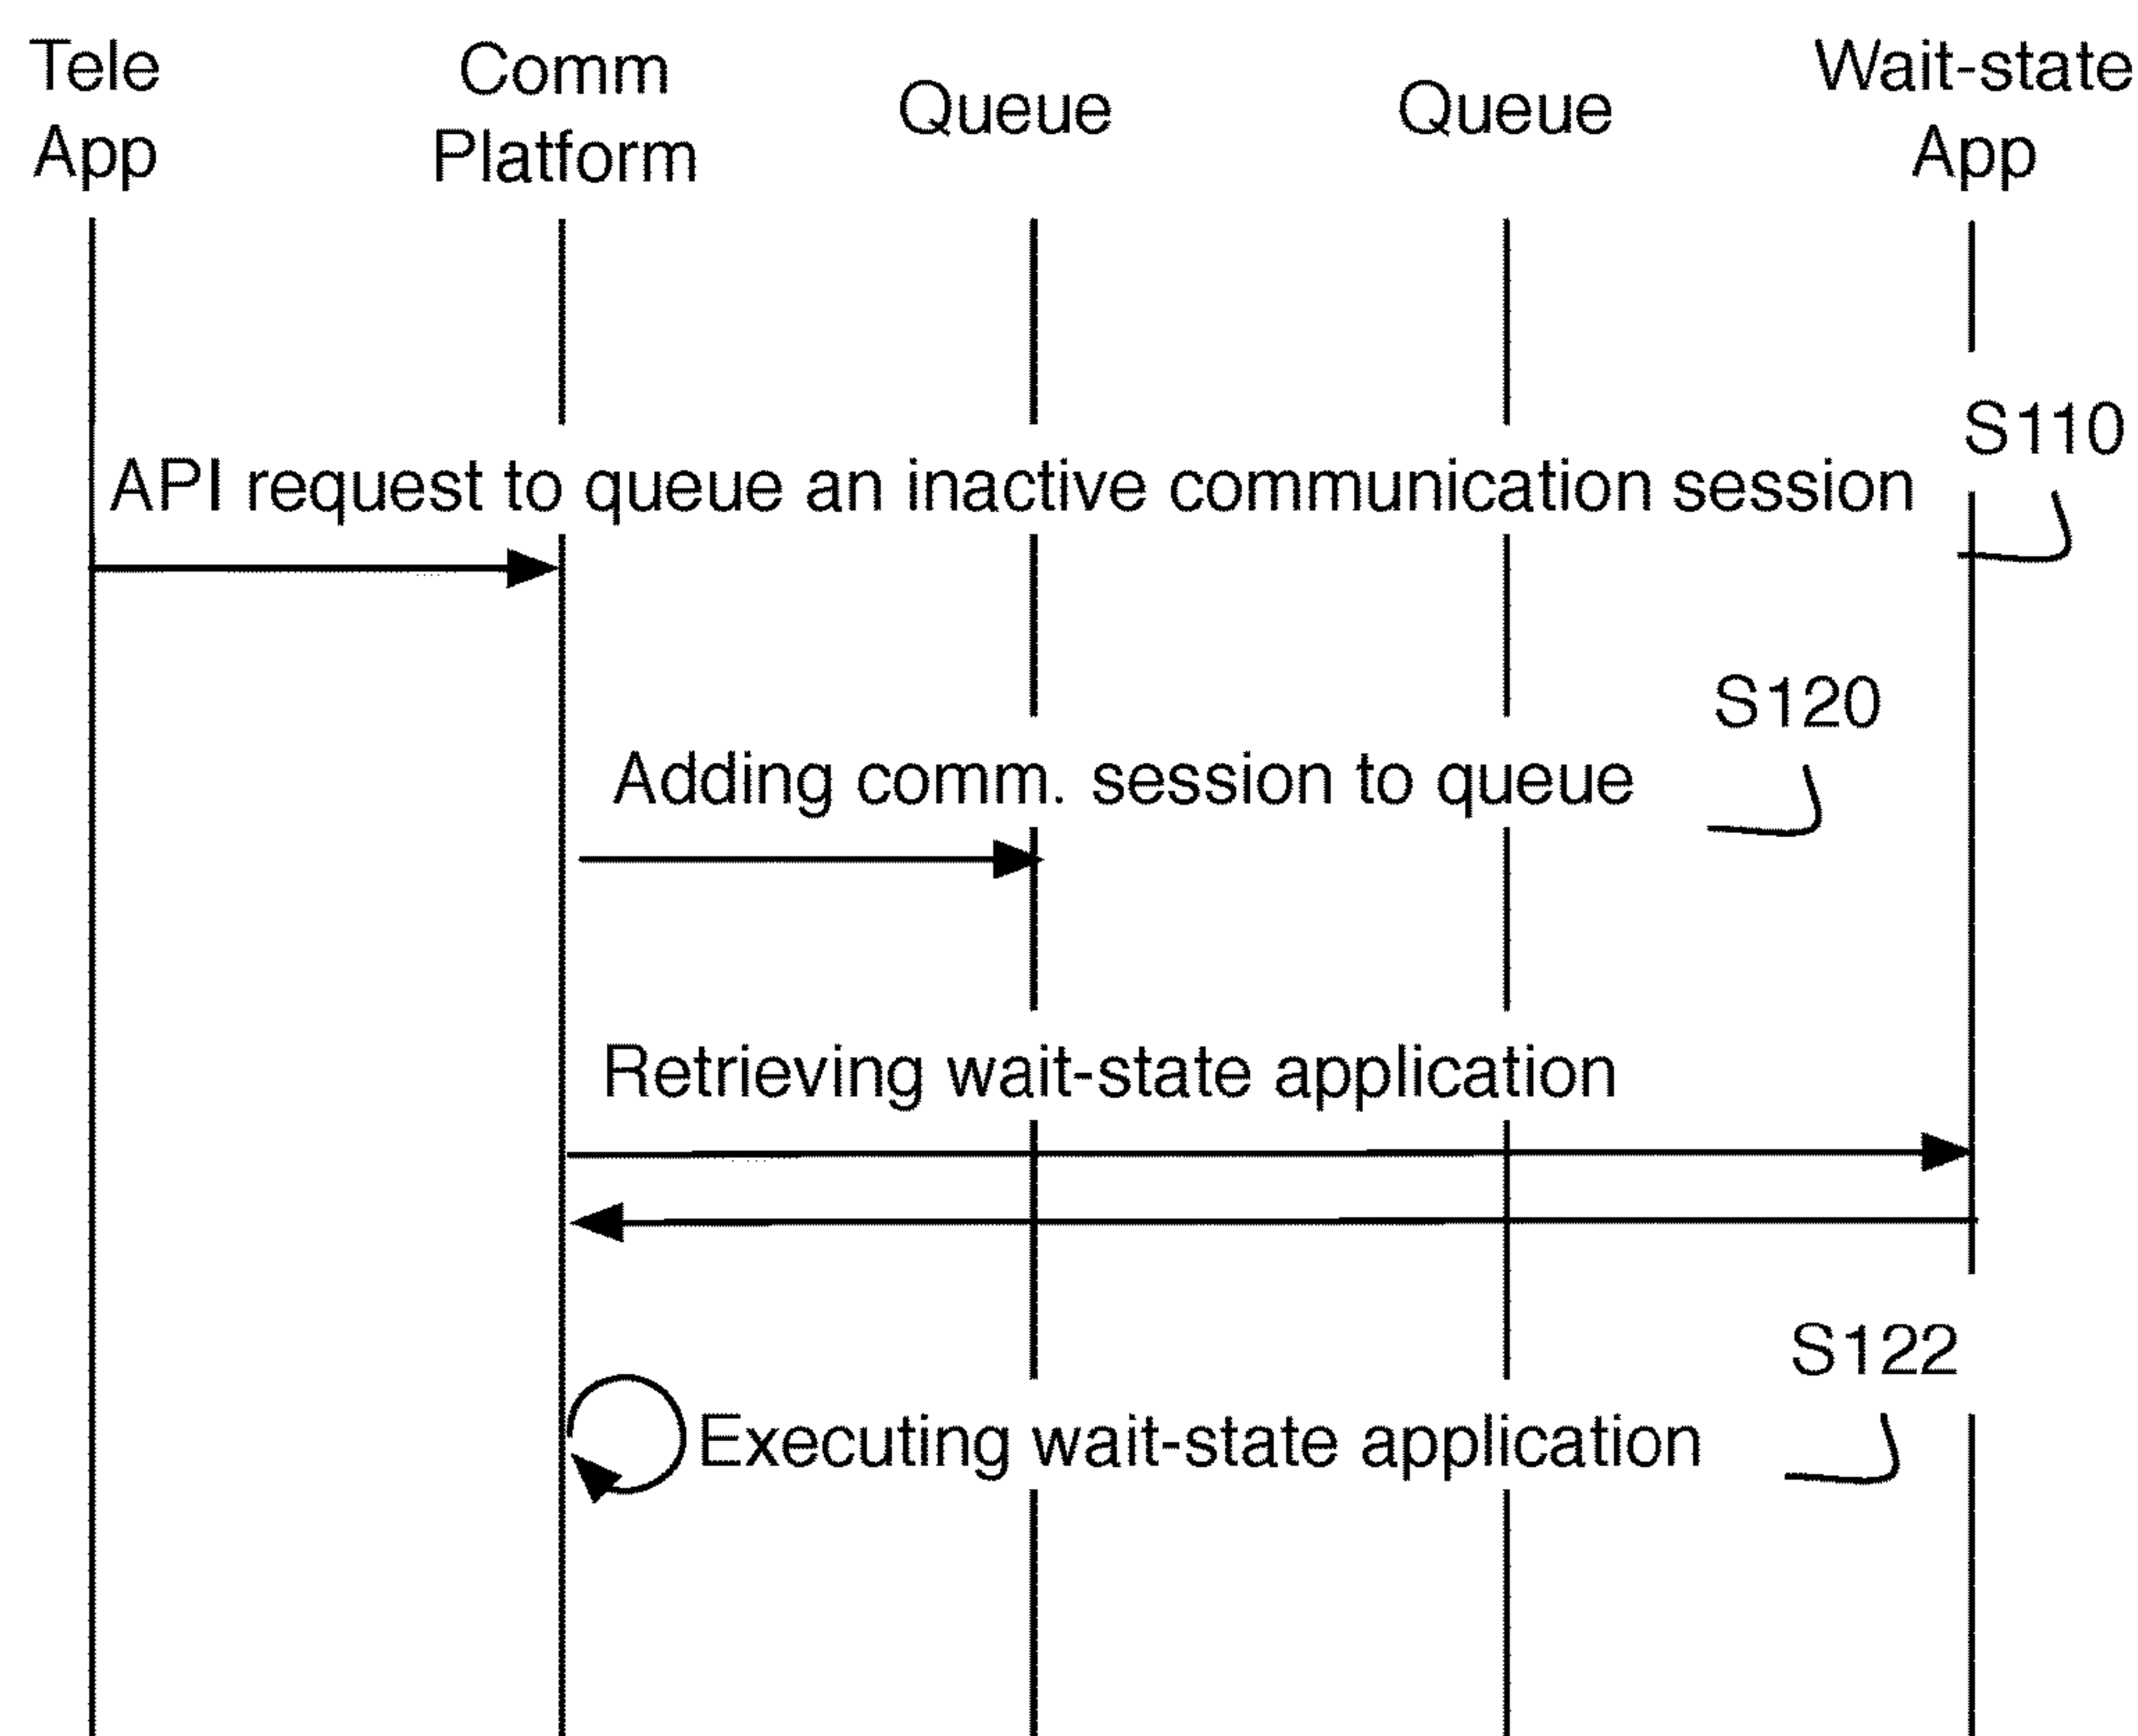 Tele
App
Comm
Platform
Queue
Queue
Wait-state
App
S110
API request to queue an inactive communication session
S120
Adding comm. session to queue
Retrieving wait-state application
S122
Executing wait-state application